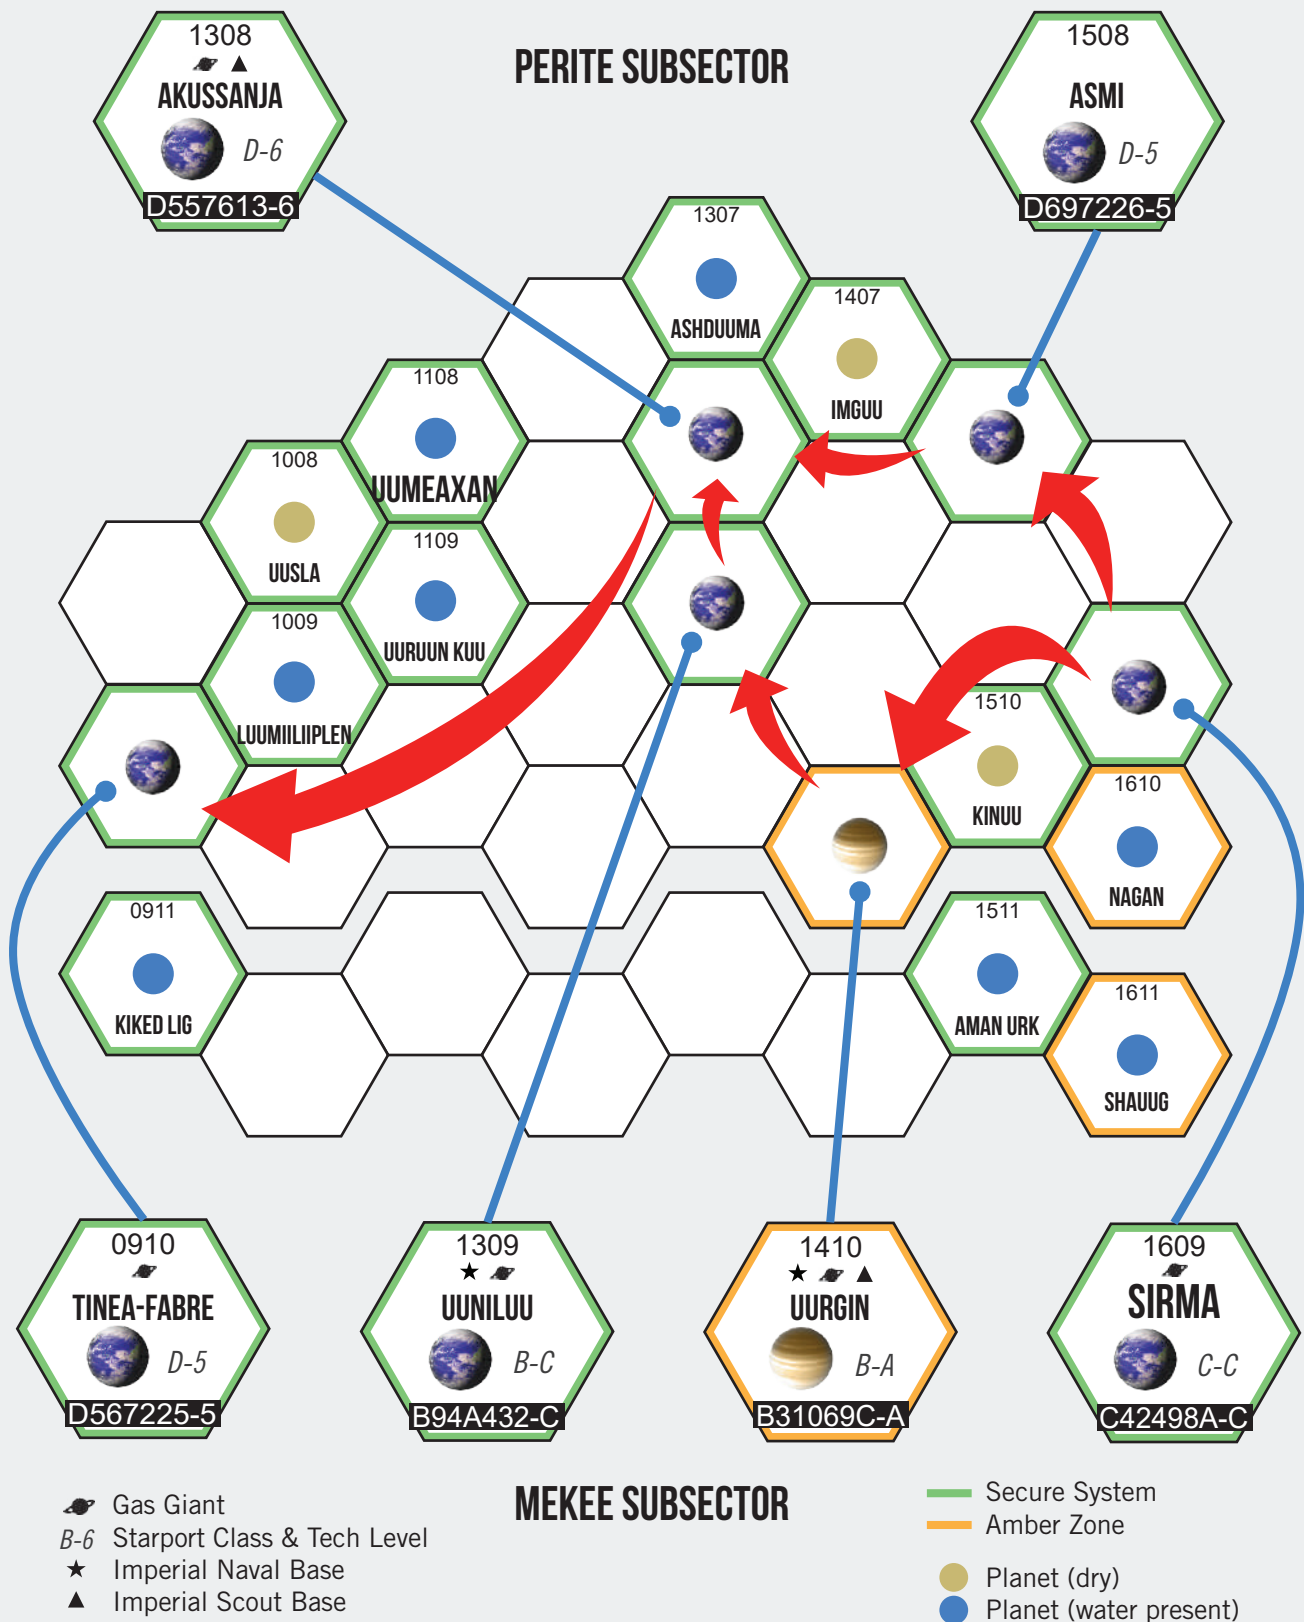 1308
AKUSSANJA
D-6
D557613-6
PERITE SUBSECTOR
1508
ASMI
D-5
D697226-5
1307
ASHDUUMA
1407
IMGUU
1108
UUMEAXAN
1008
UUSLA
1109
UURUUN KUU
1009
LUUMIILIIPLEN
1510
KINUU
1610
NAGAN
0911
KIKED LIG
1511
AMAN URK
1611
SHAUUG
0910
TINEA-FABRE
D-5
D567225-5
1309
UUNILUU
B-C
B94A432-C
1410
UURGIN
B-A
B31069C-A
1609
SIRMA
C-C
C42498A-C
MEKEE SUBSECTOR
Gas Giant
B-6 Starport Class & Tech Level
Imperial Naval Base
Imperial Scout Base
Secure System
Amber Zone
Planet (dry)
Planet (water present)